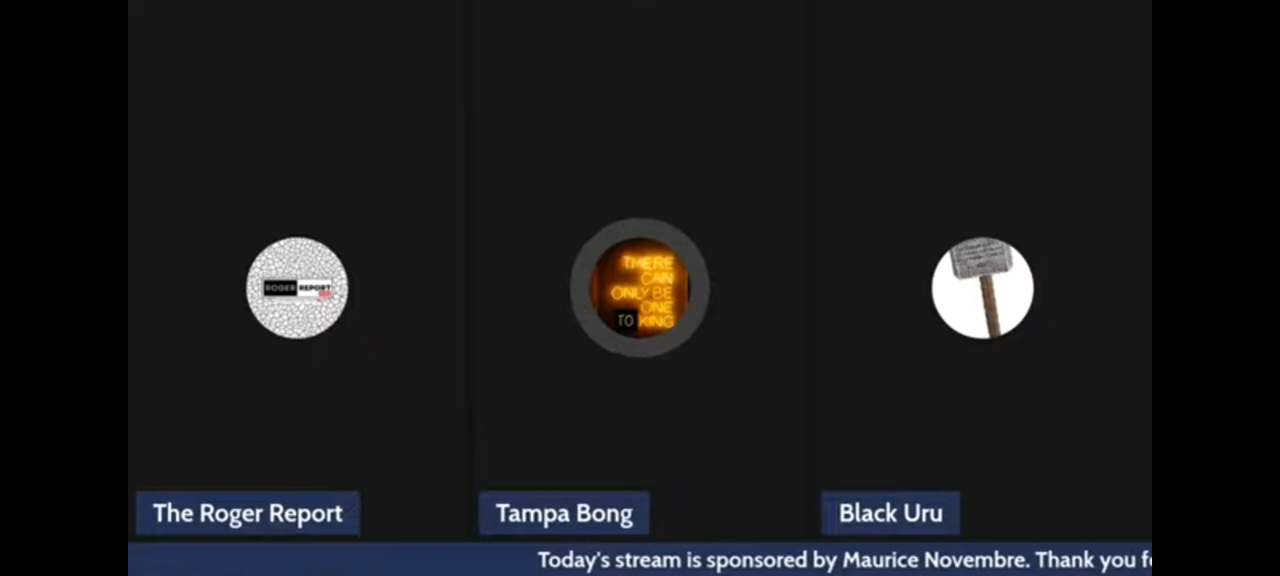 ROGER REPORT
THERE
CAN
ONLY BE
ONE
TO KING
The Roger Report
Tampa Bong
Black Uru
Today's stream is sponsored by Maurice Novembre. Thank you f